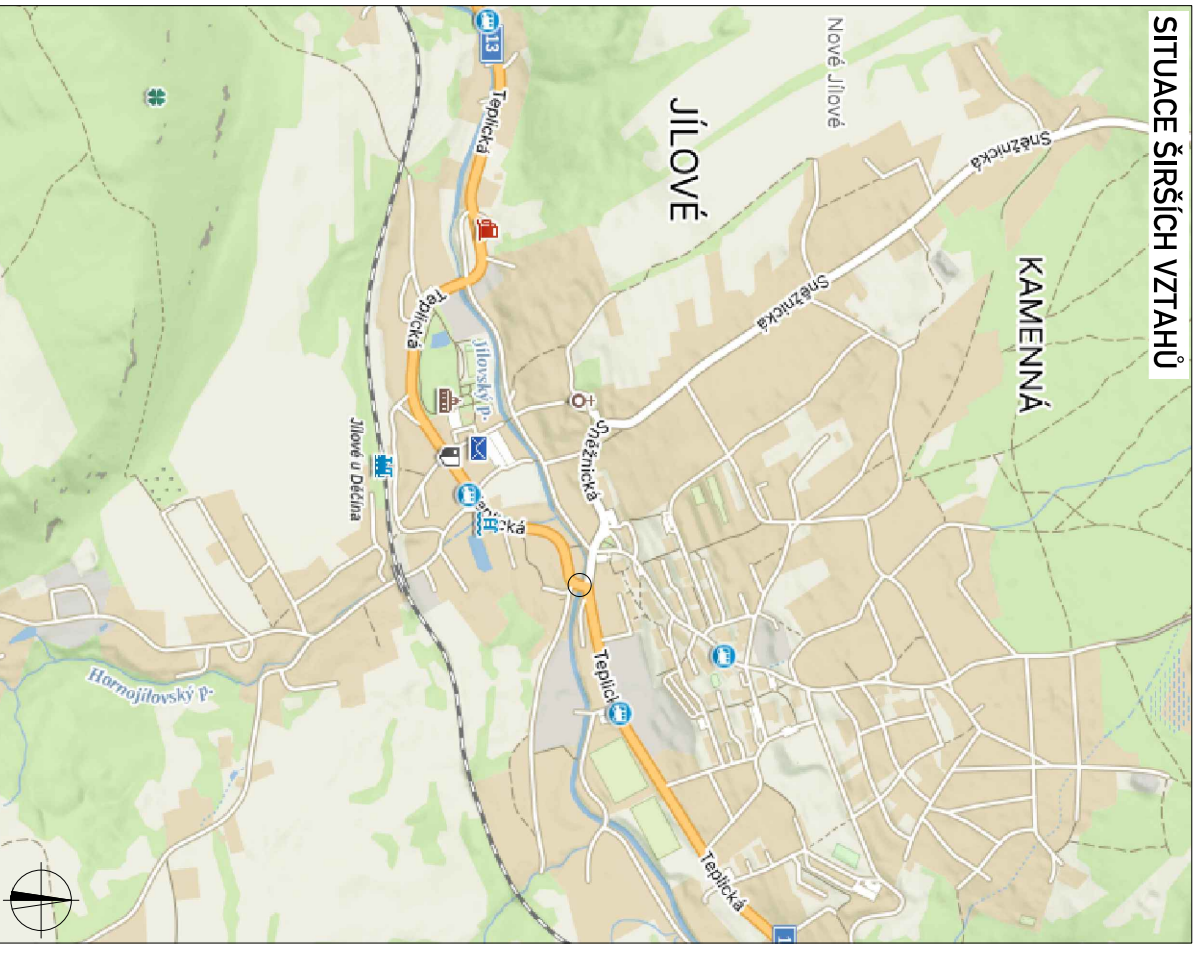 SITUACE ŠIRŠÍCH VZTAHŮ
KAMENNÁ
Sněžnická
Nové Jílové
Sněžnická
JÍLOVÉ
13
Teplická
Sněžnická
Teplická
Jílovský p.
Teplická
Teplická
Teplická
Jílové u Děčína
Hornojílovský p.